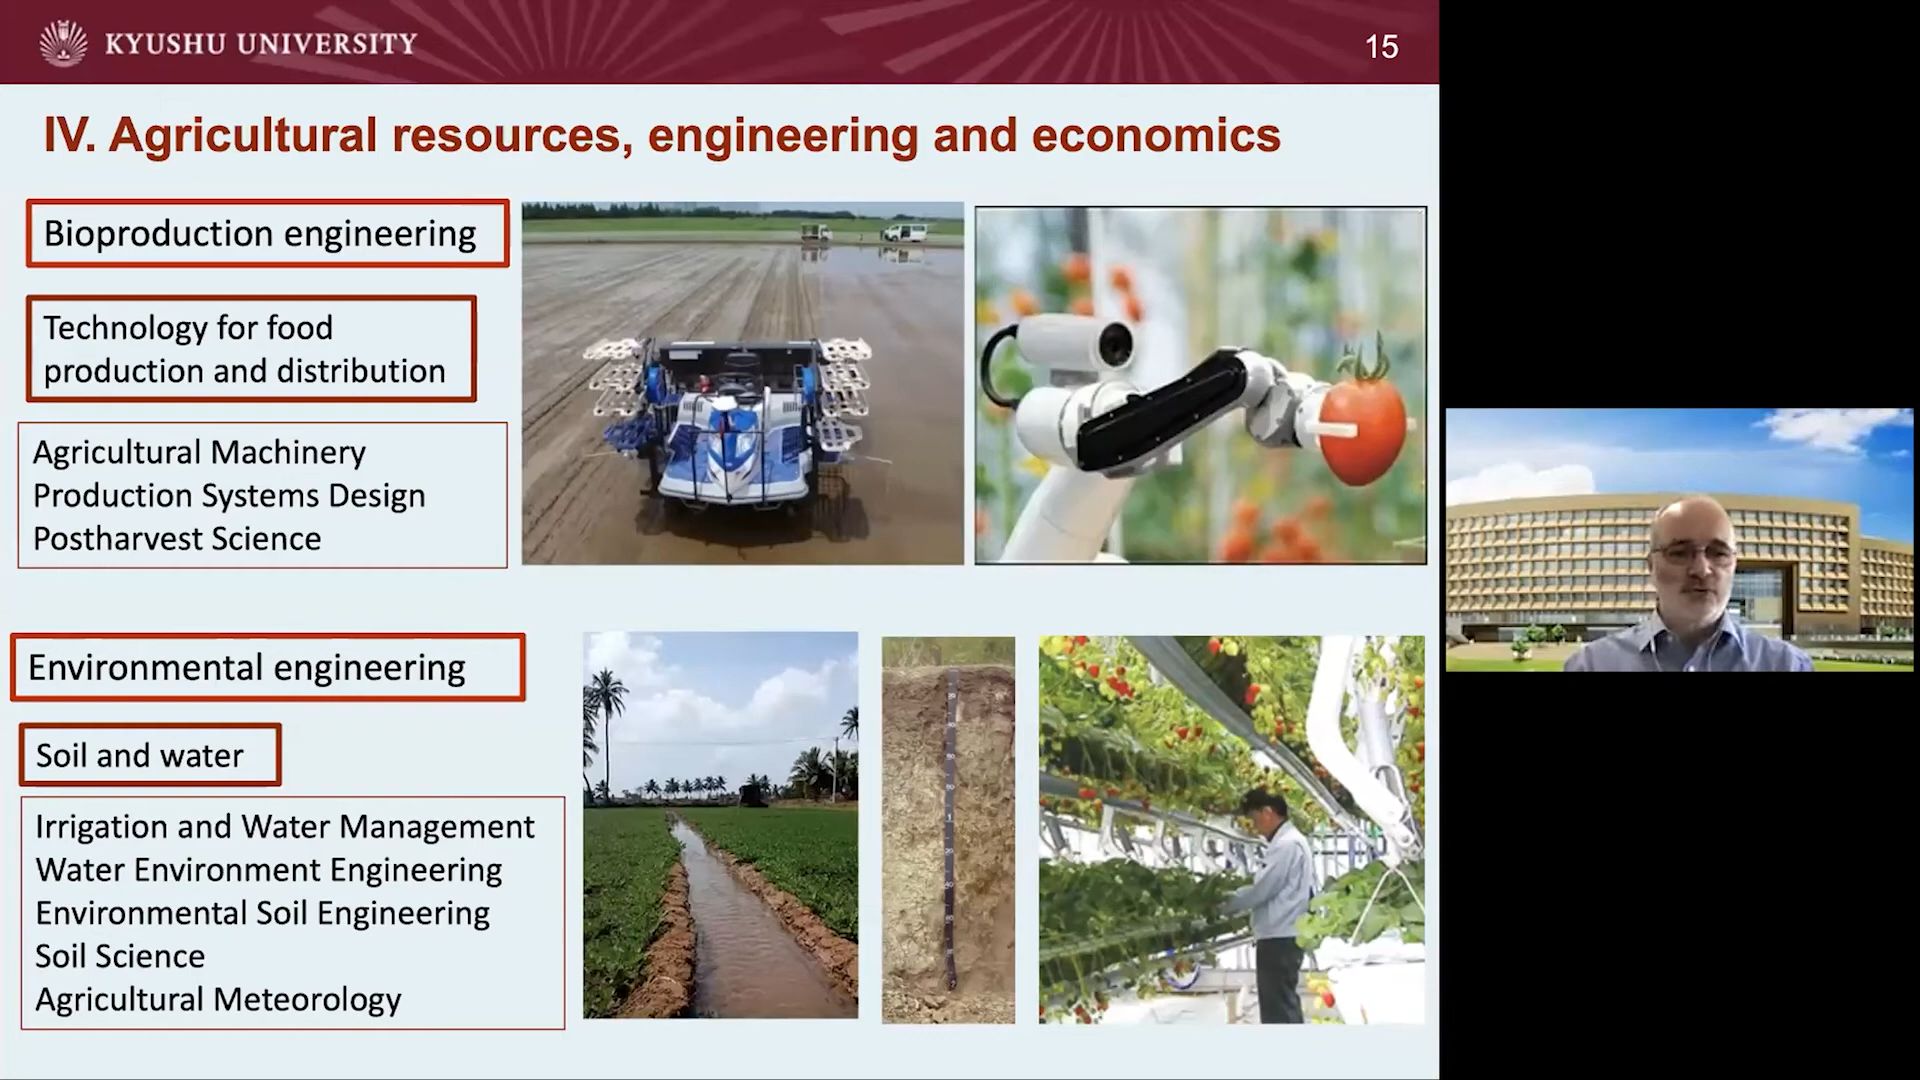 KYUSHU UNIVERSITY
15
IV. Agricultural resources, engineering and economics
Bioproduction engineering
Technology for food
production and distribution
Agricultural Machinery
Production Systems Design
Postharvest Science
Environmental engineering
Soil and water
Irrigation and Water Management
Water Environment Engineering
Environmental Soil Engineering
Soil Science
Agricultural Meteorology